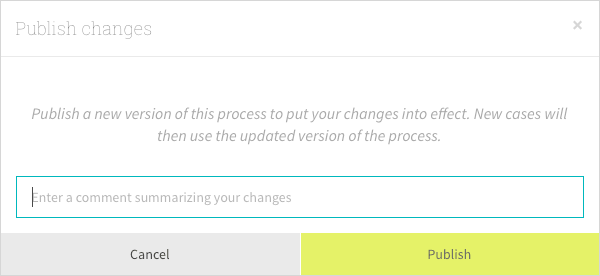 Publish changes
×
Publish a new version of this process to put your changes into effect. New cases will
then use the updated version of the process.
Enter a comment summarizing your changes
Cancel
Publish